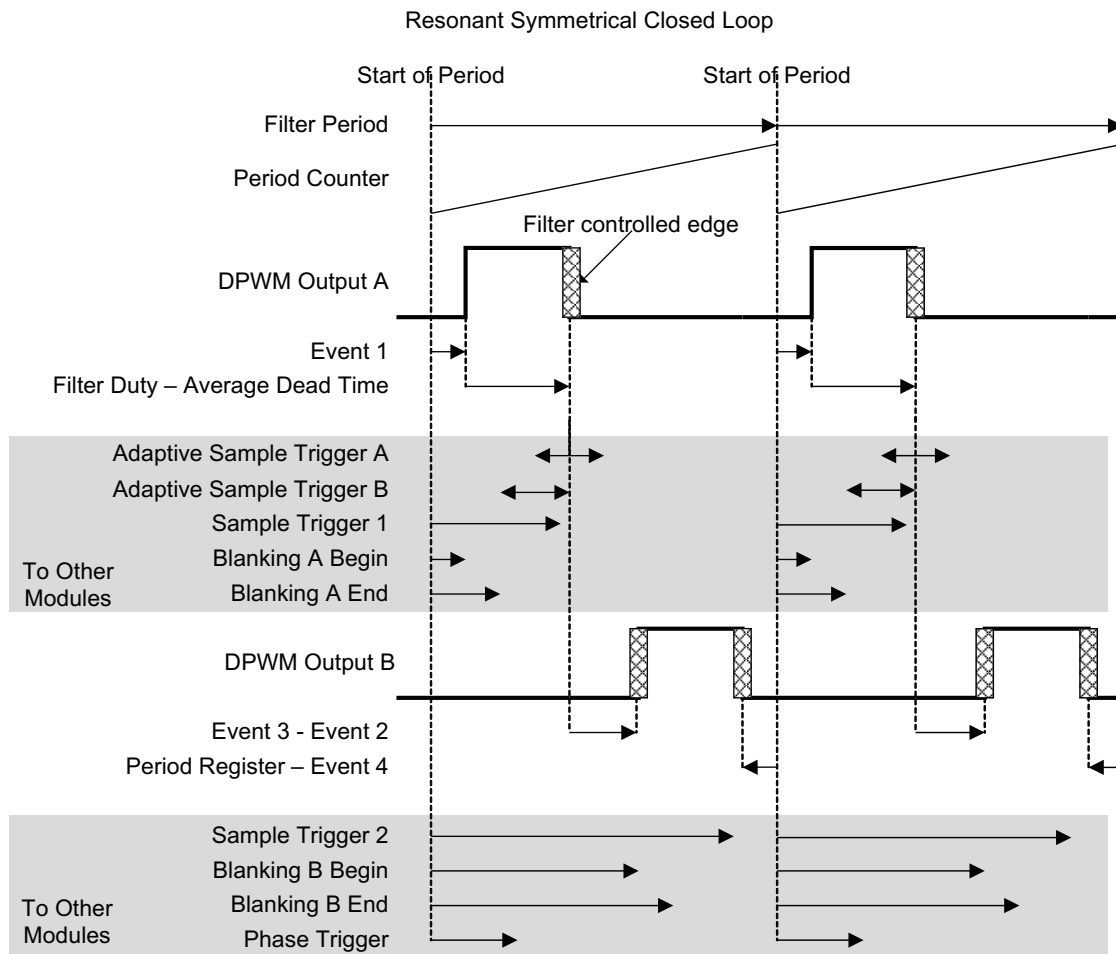 Resonant Symmetrical Closed Loop
Start of Period
Start of Period
Filter Period
Period Counter
Filter controlled edge
DPWM Output A
Event 1
Filter Duty – Average Dead Time
Adaptive Sample Trigger A
Adaptive Sample Trigger B
Sample Trigger 1
Blanking A Begin
To Other
Modules
Blanking A End
DPWM Output B
Event 3 - Event 2
Period Register – Event 4
Sample Trigger 2
Blanking B Begin
Blanking B End
To Other
Modules
Phase Trigger